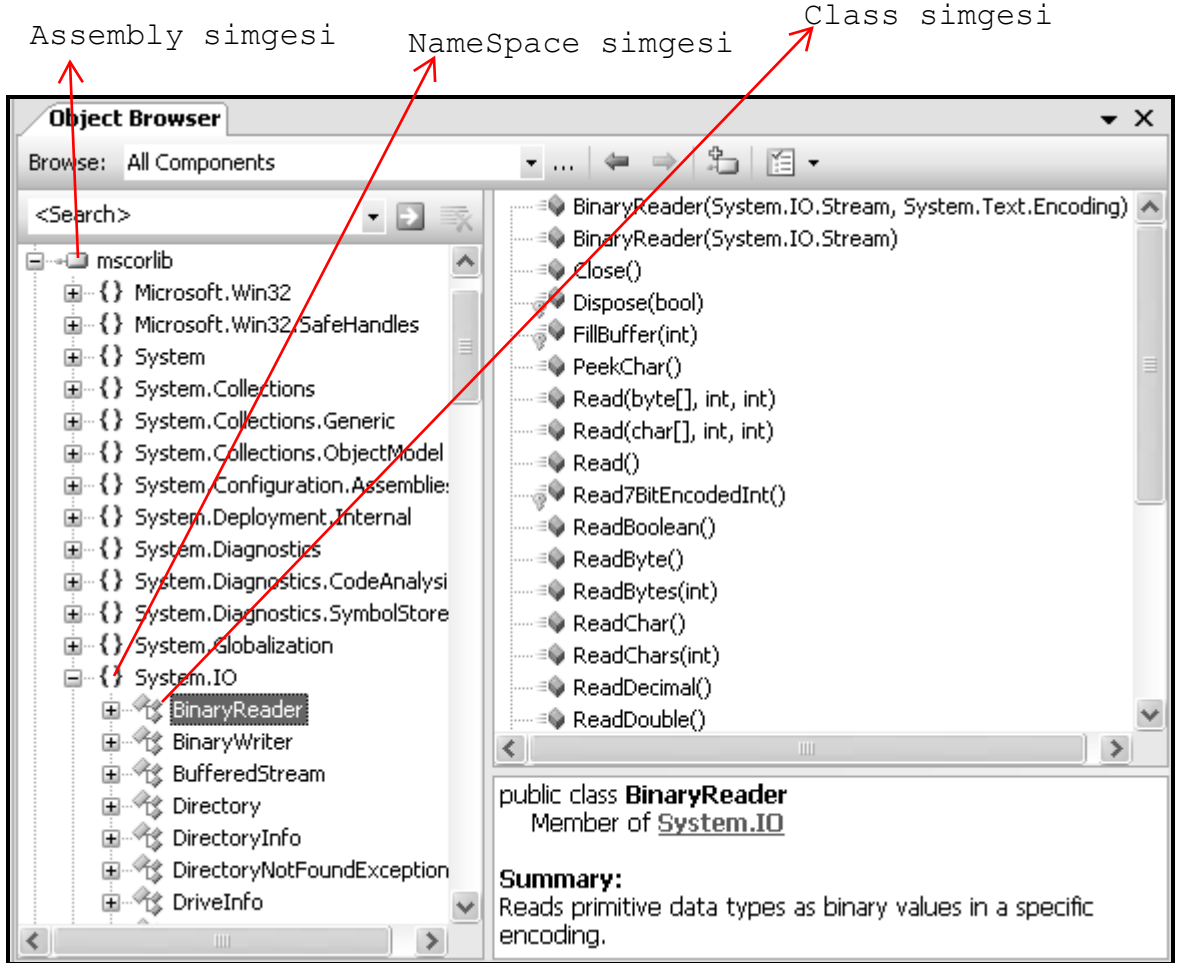 Class simgesi
Assembly simgesi
NameSpace simgesi
Object Browser
Browse: All Components
...
<Search>
mscorlib
{} Microsoft.Win32
{} Microsoft.Win32.SafeHandles
{} System
{} System.Collections
{} System.Collections.Generic
{} System.Collections.ObjectModel
{} System.Configuration.Assemblie
{} System.Deployment.Internal
{} System.Diagnostics
{} System.Diagnostics.CodeAnalysi
{} System.Diagnostics.SymbolStore
{} System.Globalization
{} System.IO
BinaryReader
BinaryWriter
BufferedStream
Directory
DirectoryInfo
DirectoryNotFoundException
DriveInfo
BinaryReader(System.IO.Stream, System.Text.Encoding)
BinaryReader(System.IO.Stream)
Close()
Dispose(bool)
FillBuffer(int)
PeekChar()
Read(byte[], int, int)
Read(char[], int, int)
Read()
Read7BitEncodedInt()
ReadBoolean()
ReadByte()
ReadBytes(int)
ReadChar()
ReadChars(int)
ReadDecimal()
ReadDouble()
public class BinaryReader
Member of System.IO
Summary:
Reads primitive data types as binary values in a specific
encoding.